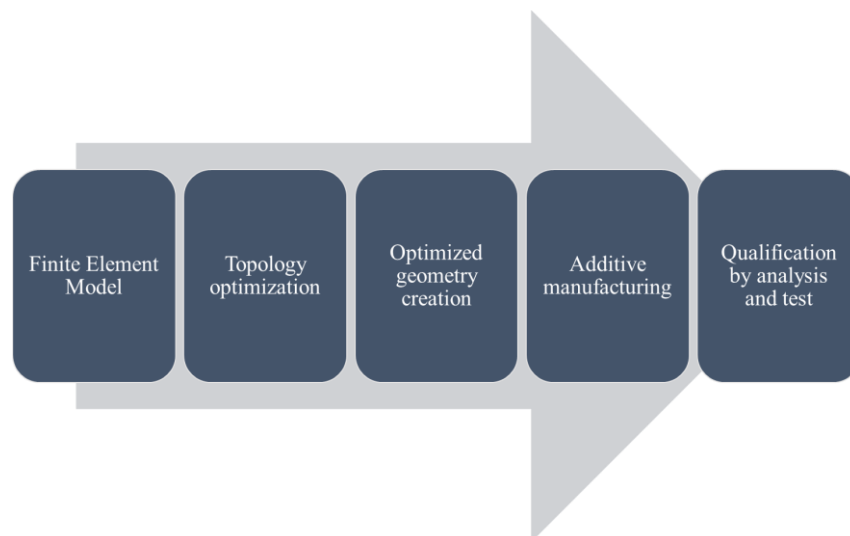 Finite Element
Model
Topology
optimization
Optimized
geometry
creation
Additive
manufacturing
Qualification
by analysis
and test